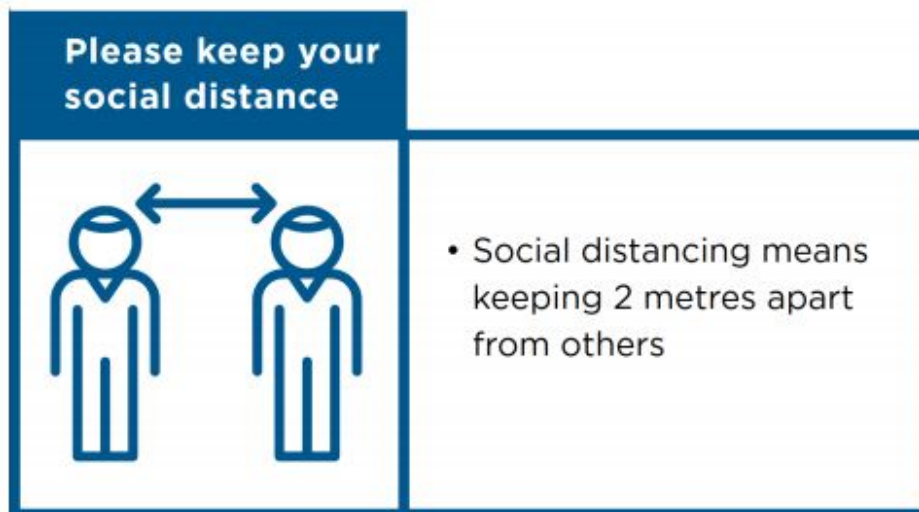 Please keep your
social distance
• Social distancing means
keeping 2 metres apart
from others